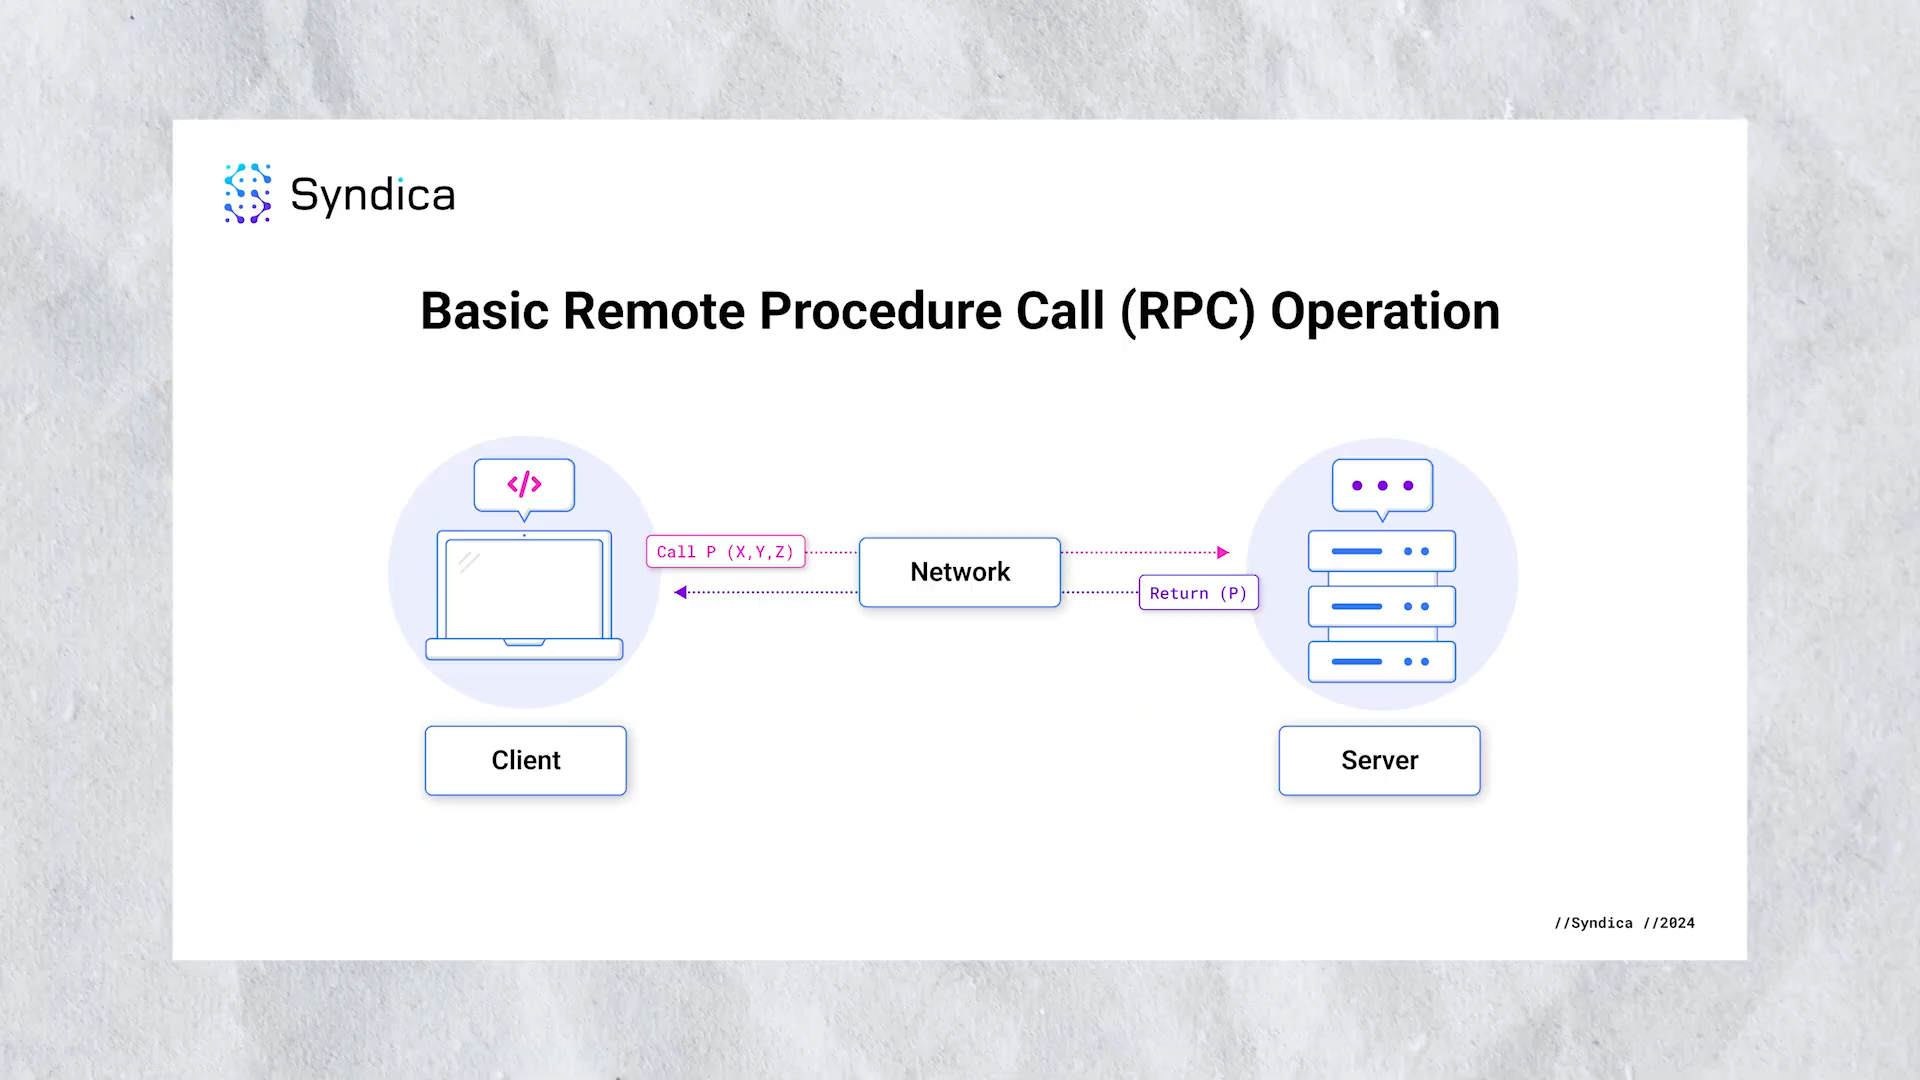 Syndica
Basic Remote Procedure Call (RPC) Operation
</>
Call P (X,Y,Z)
Network
Return (P)
Client
Server
//Syndica //2024